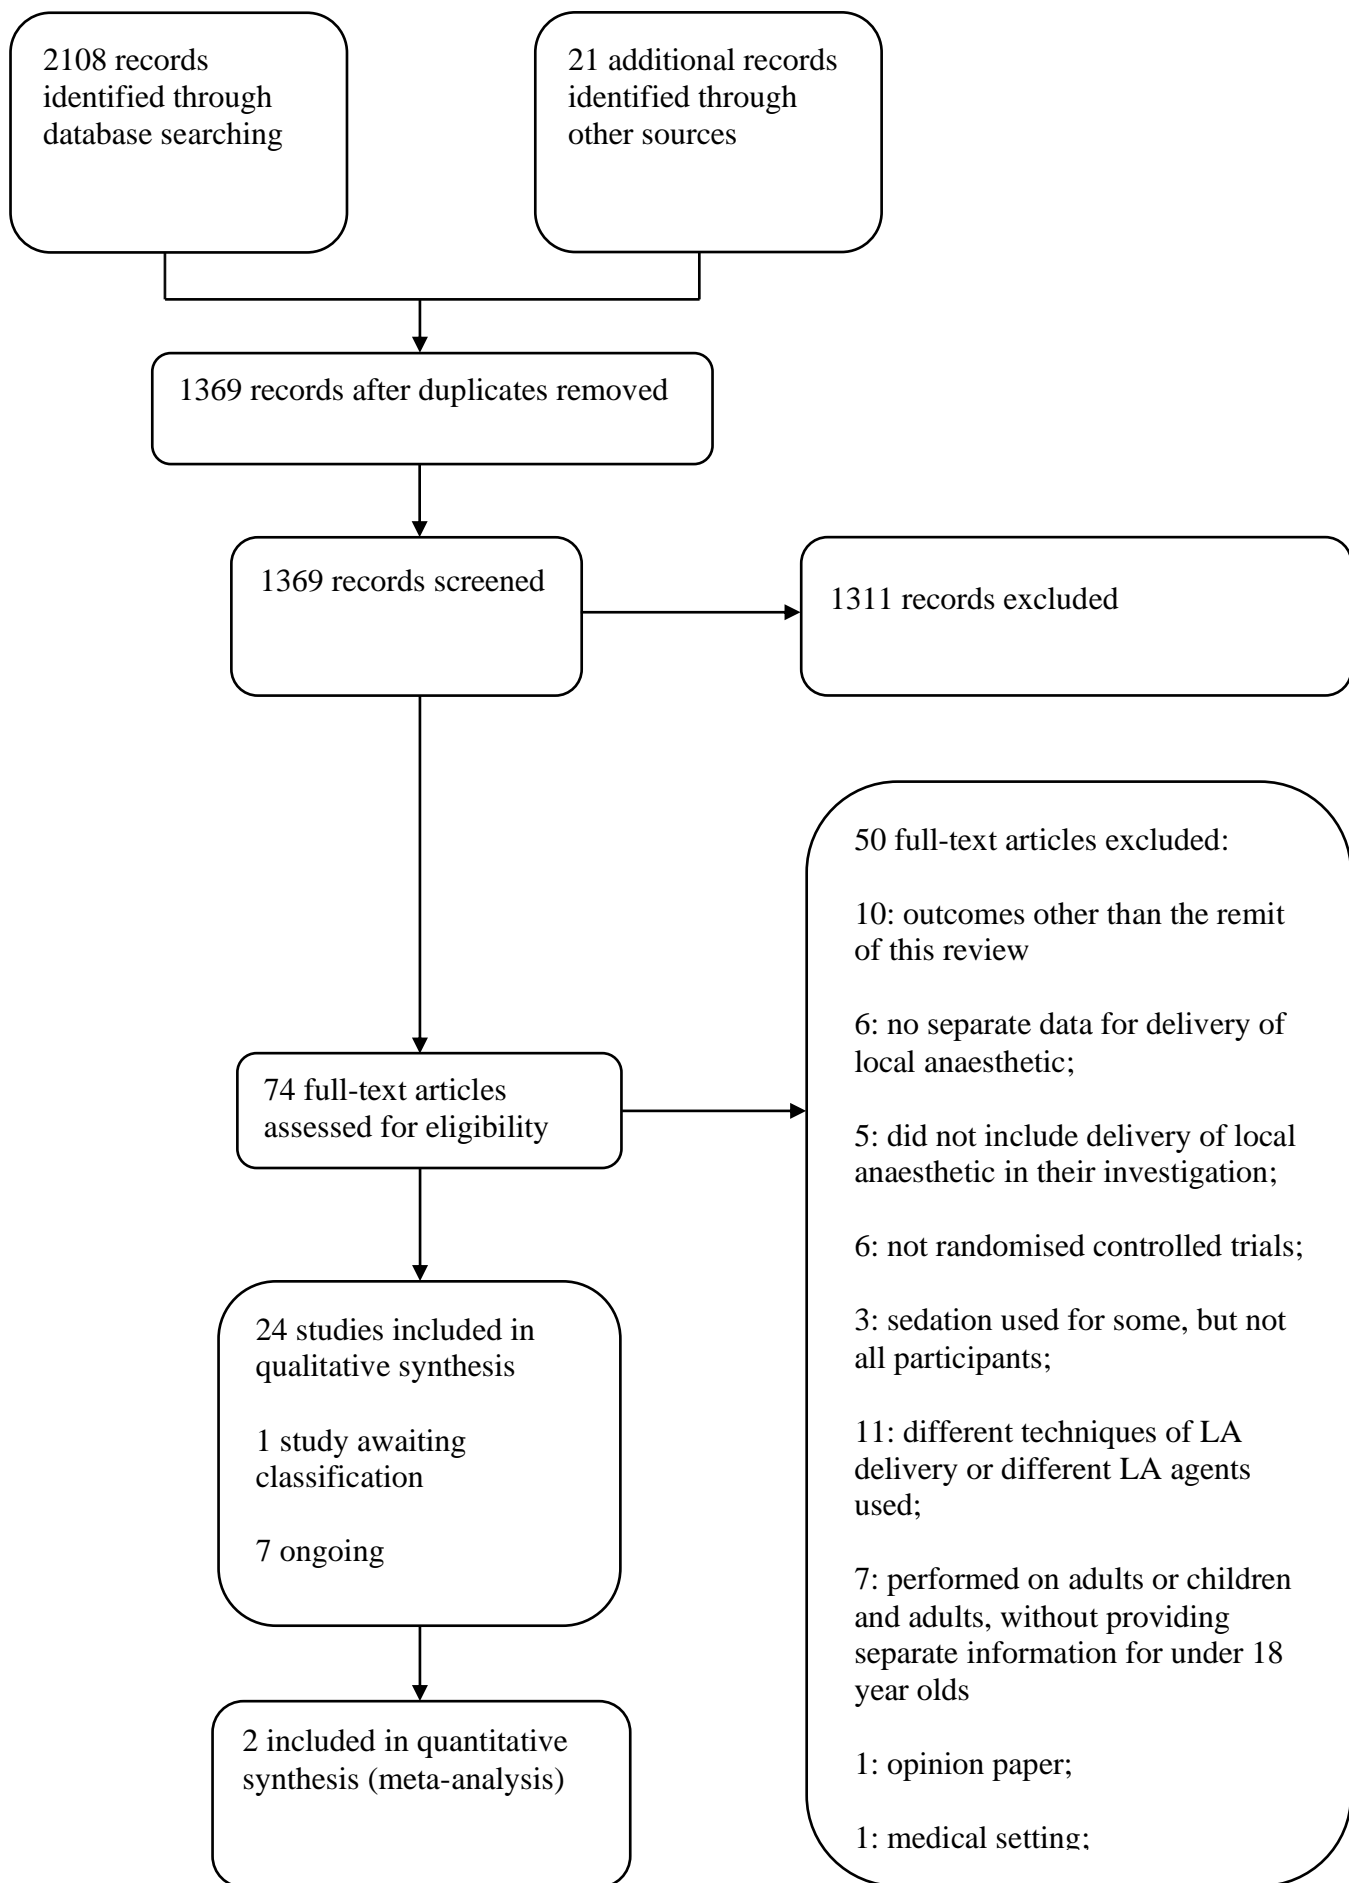 2108 records
identified through
database searching
21 additional records
identified through
other sources
1369 records after duplicates removed
1369 records screened
1311 records excluded
74 full-text articles
assessed for eligibility
50 full-text articles excluded:
10: outcomes other than the remit
of this review
6: no separate data for delivery of
local anaesthetic;
5: did not include delivery of local
anaesthetic in their investigation;
6: not randomised controlled trials;
3: sedation used for some, but not
all participants;
11: different techniques of LA
delivery or different LA agents
used;
7: performed on adults or children
and adults, without providing
separate information for under 18
year olds
1: opinion paper;
1: medical setting;
24 studies included in
qualitative synthesis
1 study awaiting
classification
7 ongoing
2 included in quantitative
synthesis (meta-analysis)